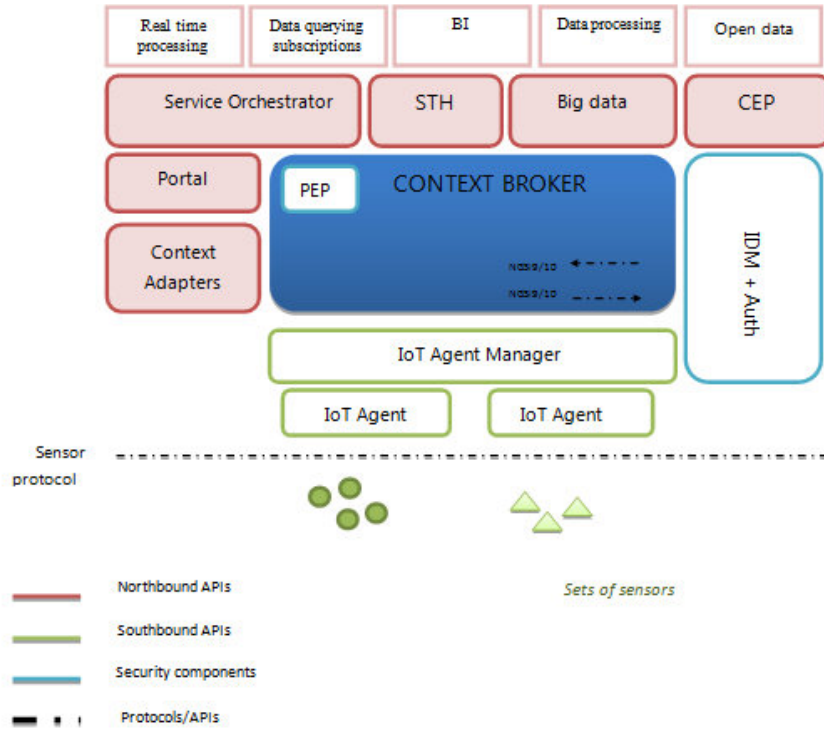 Real time
processing
Data querying
subscriptions
BI
Data processing
Open data
Service Orchestrator
STH
Big data
CEP
Portal
PEP
CONTEXT BROKER
Context
Adapters
NGSI9/10
NGSI9/10
IDM + Auth
IoT Agent Manager
IoT Agent
IoT Agent
Sensor
protocol
Northbound APIs
Sets of sensors
Southbound APIs
Security components
Protocols/APIs